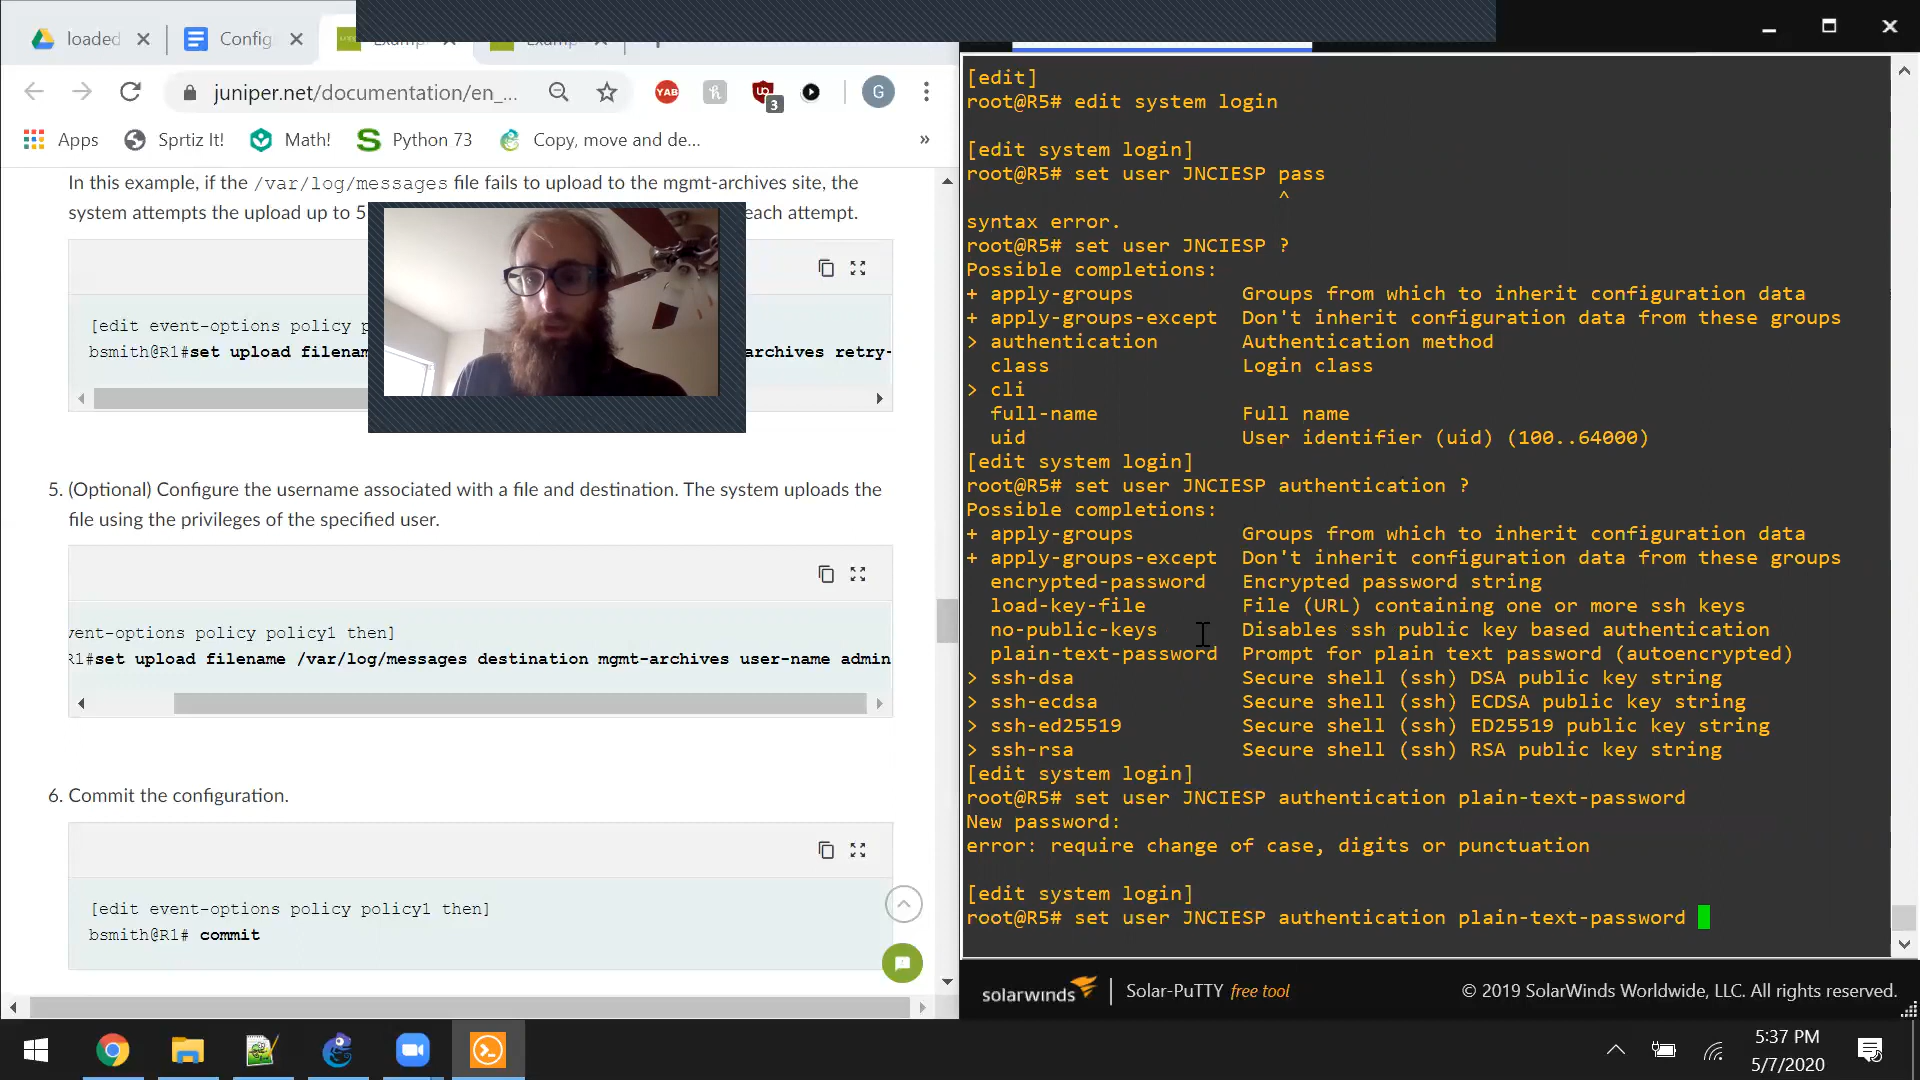 loaded
Config
juniper.net/documentation/en_...
3
G
Apps
Sprtiz It!
Math!
Python 73
Copy, move and de...
»
In this example, if the /var/log/messages file fails to upload to the mgmt-archives site, the
system attempts the upload up to 5
each attempt.
[edit event-options policy p
bsmith@R1#set upload filenam
archives retry-
5. (Optional) Configure the username associated with a file and destination. The system uploads the
file using the privileges of the specified user.
vent-options policy policy1 then]
R1#set upload filename /var/log/messages destination mgmt-archives user-name admin
6. Commit the configuration.
[edit event-options policy policy1 then]
bsmith@R1# commit
[edit]
root@R5# edit system login
[edit system login]
root@R5# set user JNCIESP pass
^
syntax error.
root@R5# set user JNCIESP ?
Possible completions:
+ apply-groups Groups from which to inherit configuration data
+ apply-groups-except Don't inherit configuration data from these groups
> authentication Authentication method
class Login class
> cli
full-name Full name
uid User identifier (uid) (100..64000)
[edit system login]
root@R5# set user JNCIESP authentication ?
Possible completions:
+ apply-groups Groups from which to inherit configuration data
+ apply-groups-except Don't inherit configuration data from these groups
encrypted-password Encrypted password string
load-key-file File (URL) containing one or more ssh keys
no-public-keys Disables ssh public key based authentication
plain-text-password Prompt for plain text password (autoencrypted)
> ssh-dsa Secure shell (ssh) DSA public key string
> ssh-ecdsa Secure shell (ssh) ECDSA public key string
> ssh-ed25519 Secure shell (ssh) ED25519 public key string
> ssh-rsa Secure shell (ssh) RSA public key string
[edit system login]
root@R5# set user JNCIESP authentication plain-text-password
New password:
error: require change of case, digits or punctuation
[edit system login]
root@R5# set user JNCIESP authentication plain-text-password
solarwinds
Solar-PuTTY free tool
© 2019 SolarWinds Worldwide, LLC. All rights reserved.
5:37 PM
5/7/2020